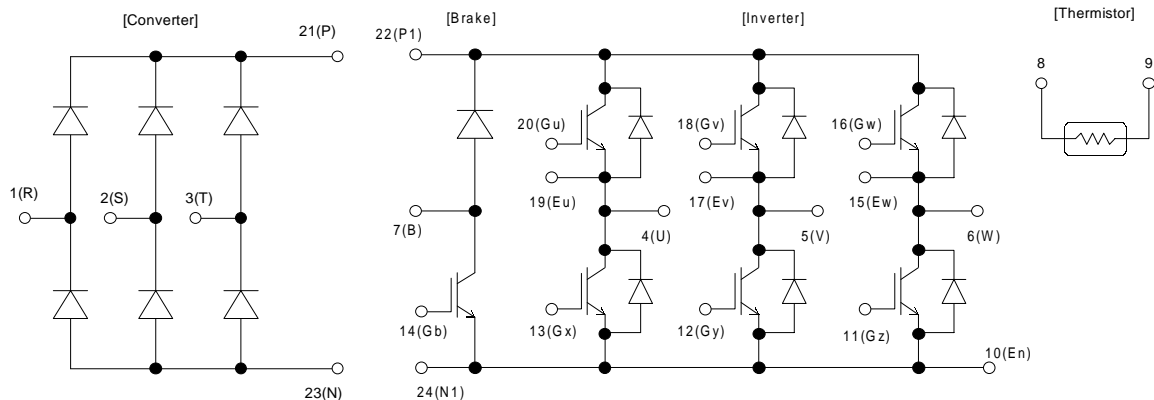 [Converter]
[Brake]
[Inverter]
[Thermistor]
21(P)
22(P1)
8
9
20(Gu)
18(Gv)
16(Gw)
1(R)
2(S)
3(T)
19(Eu)
17(Ev)
15(Ew)
7(B)
4(U)
5(V)
6(W)
14(Gb)
13(Gx)
12(Gy)
11(Gz)
10(En)
23(N)
24(N1)